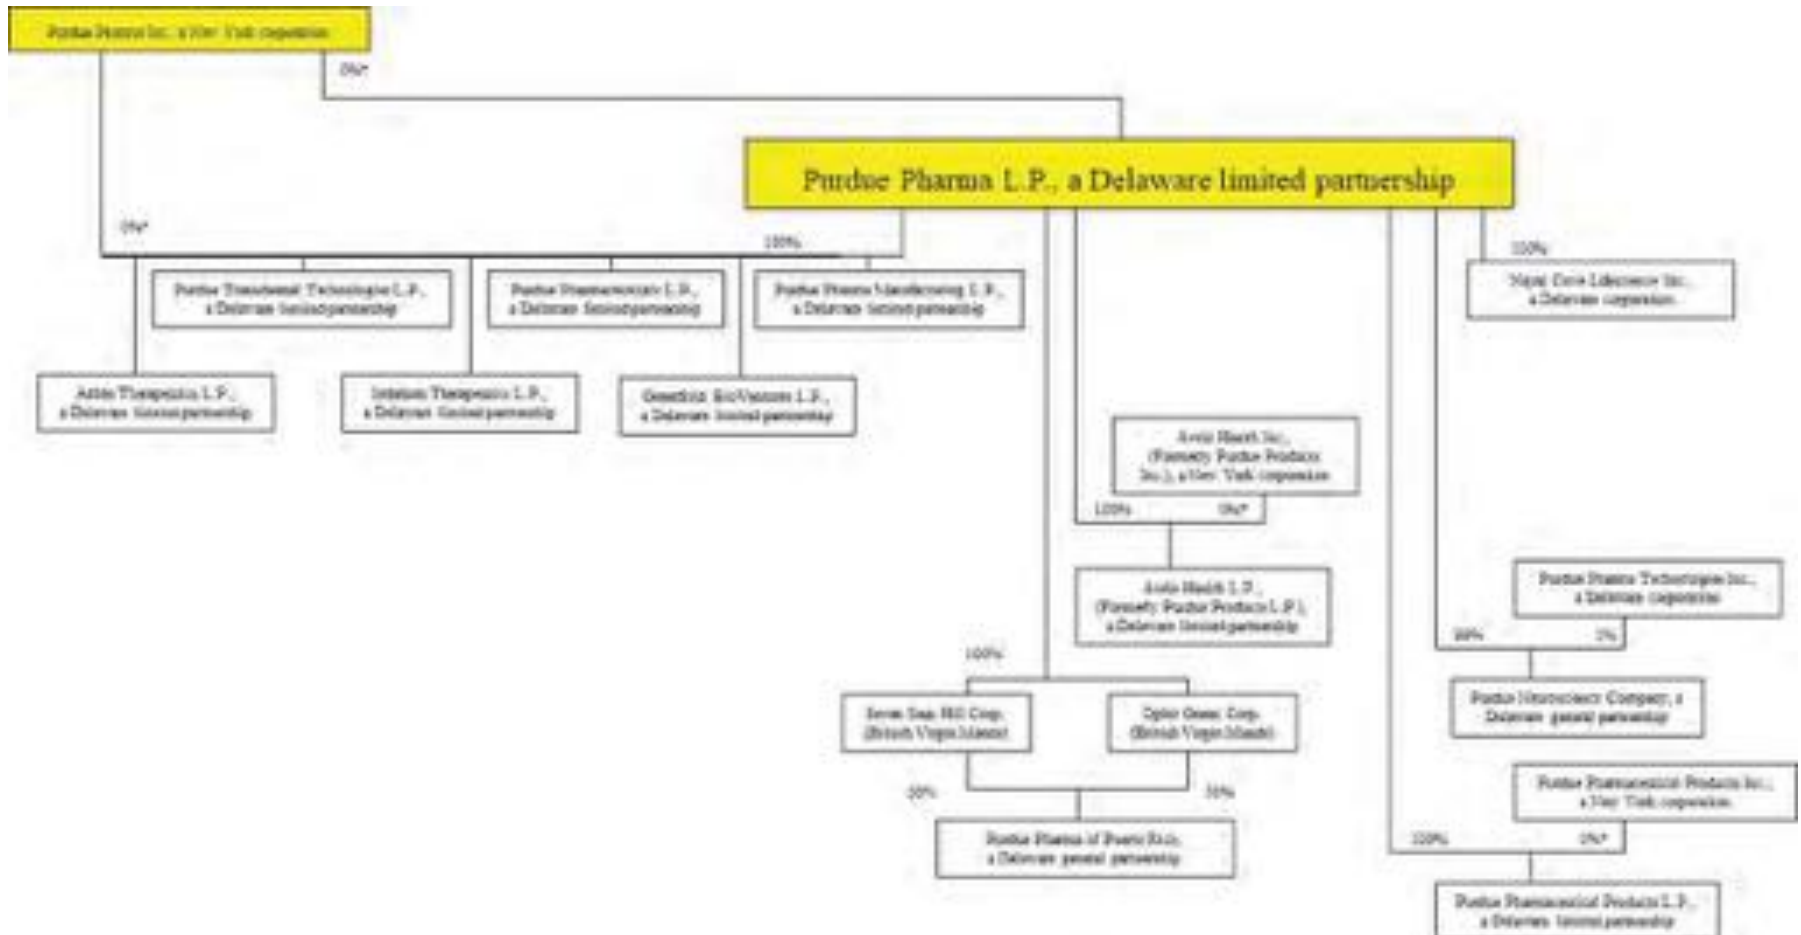 Purdue Pharma Inc., a New York corporation
0%*
Purdue Pharma L.P., a Delaware limited partnership
0%*
100%
100%
Purdue Transdermal Technologies L.P.,
a Delaware limited partnership
Purdue Pharmaceuticals L.P.,
a Delaware limited partnership
Purdue Pharma Manufacturing L.P.,
a Delaware limited partnership
Nayatt Cove Lifescience Inc.,
a Delaware corporation
Adlon Therapeutics L.P.,
a Delaware limited partnership
Imbrium Therapeutics L.P.,
a Delaware limited partnership
Greenfield BioVentures L.P.,
a Delaware limited partnership
Avrio Health Inc.,
(Formerly Purdue Products
Inc.), a New York corporation
100%
0%*
Avrio Health L.P.,
(Formerly Purdue Products L.P.),
a Delaware limited partnership
Purdue Pharma Technologies Inc.,
a Delaware corporation
99%
1%
100%
Purdue Neuroscience Company, a
Delaware general partnership
Seven Seas Hill Corp.
(British Virgin Islands)
Ophir Green Corp.
(British Virgin Islands)
Purdue Pharmaceutical Products Inc.,
a New York corporation
50%
50%
Purdue Pharma of Puerto Rico,
a Delaware general partnership
100%
0%*
Purdue Pharmaceutical Products L.P.,
a Delaware limited partnership